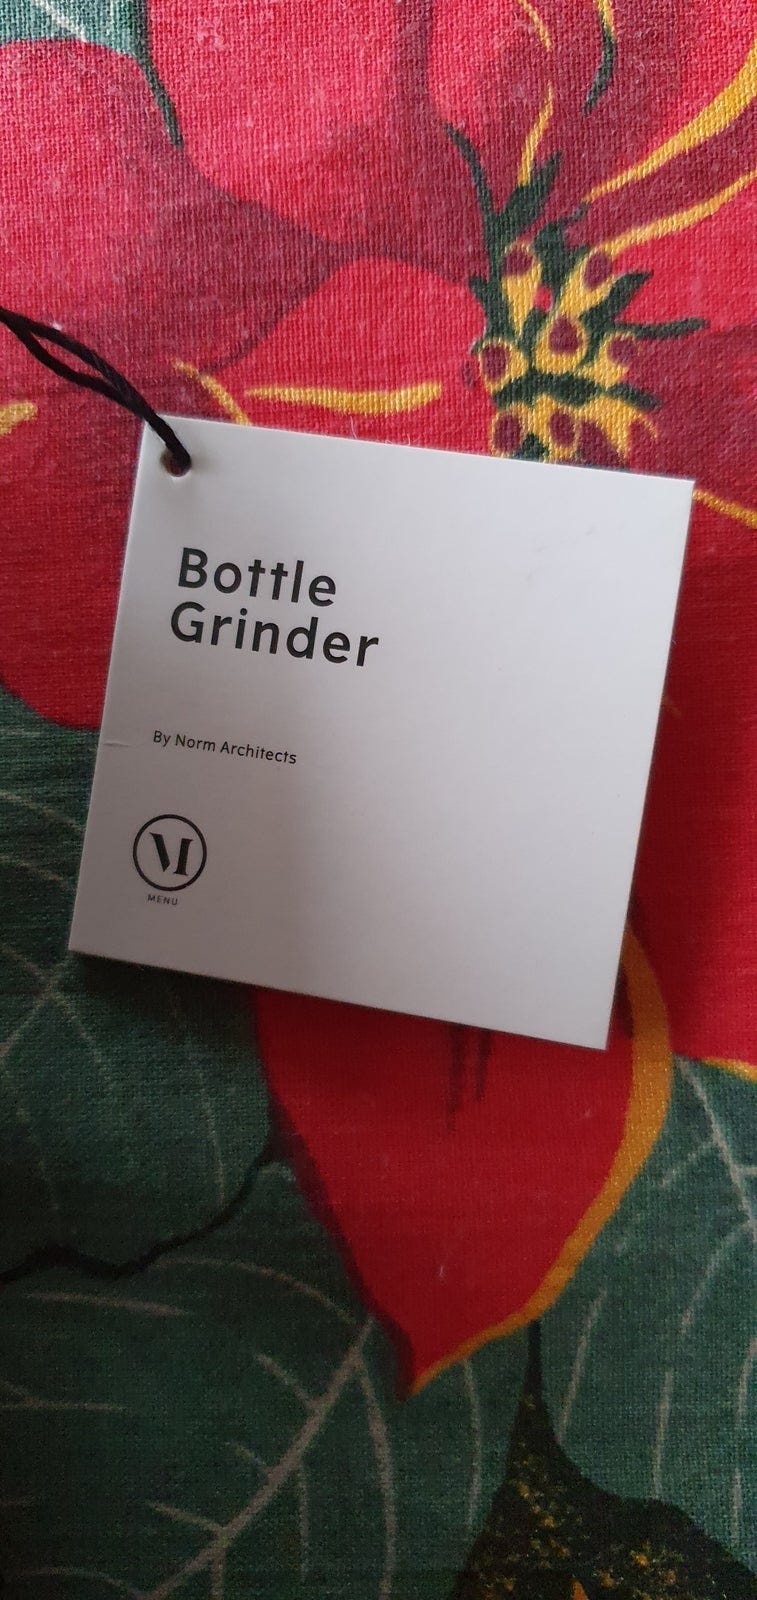 Bottle
Grinder
By Norm Architects
M
MENU